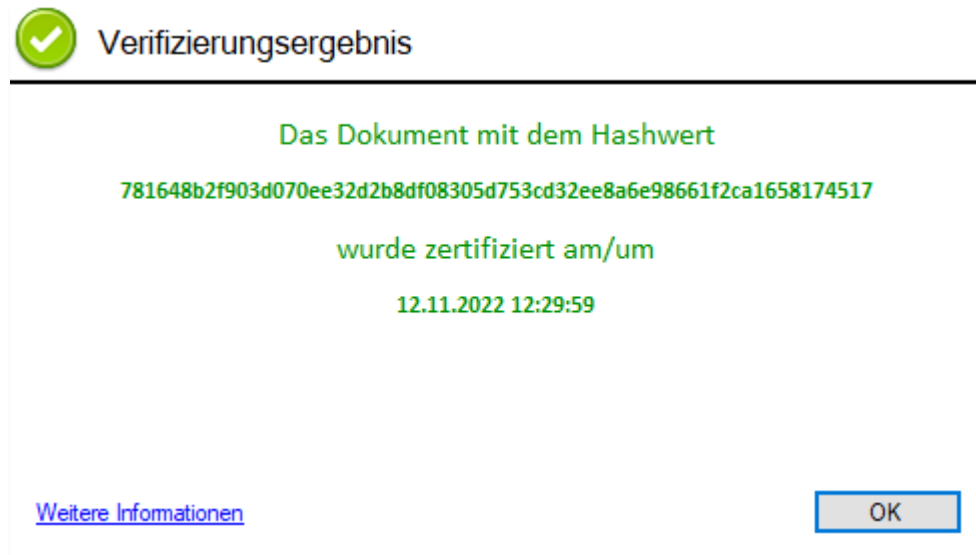 Verifizierungsergebnis
Das Dokument mit dem Hashwert
781648b2f903d070ee32d2b8df08305d753cd32ee8a6e98661f2ca1658174517
wurde zertifiziert am/um
12.11.2022 12:29:59
Weitere Informationen
OK